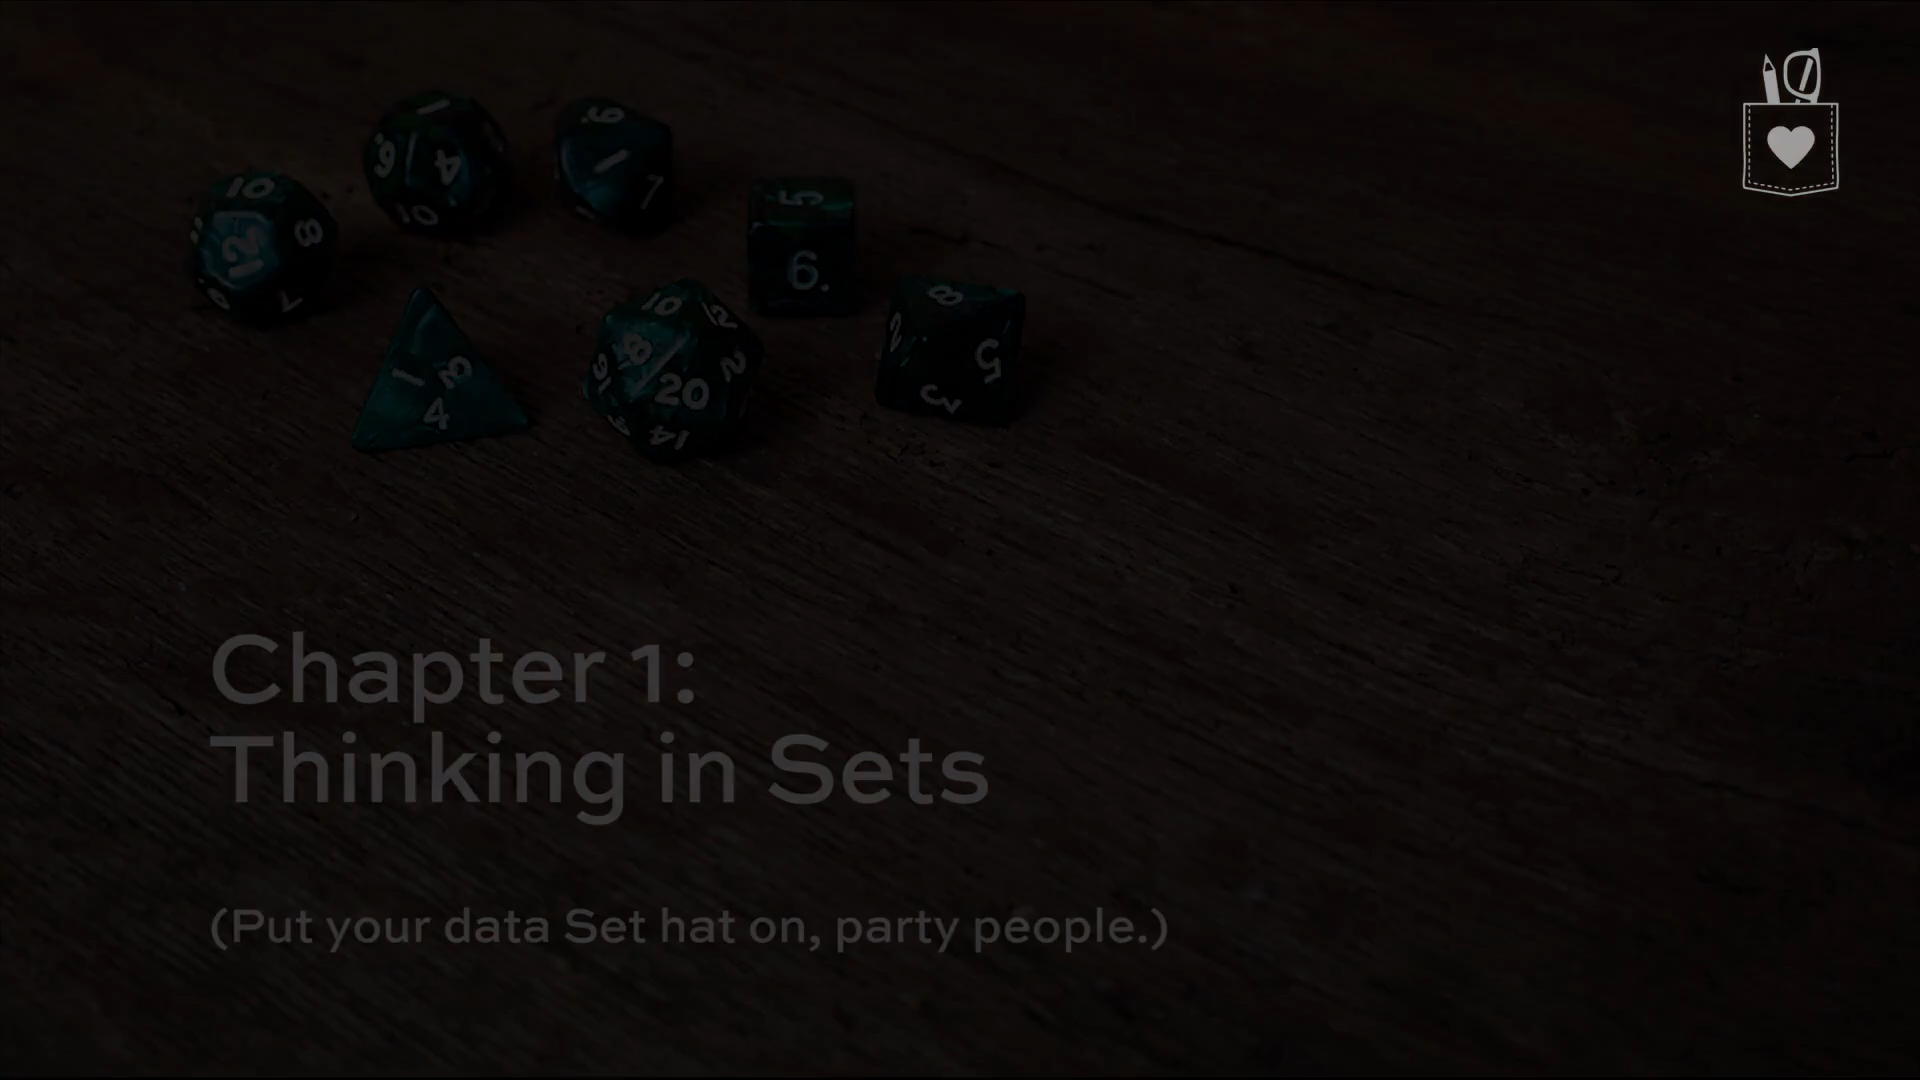 Chapter 1:
Thinking in Sets
(Put your data Set hat on, party people.)